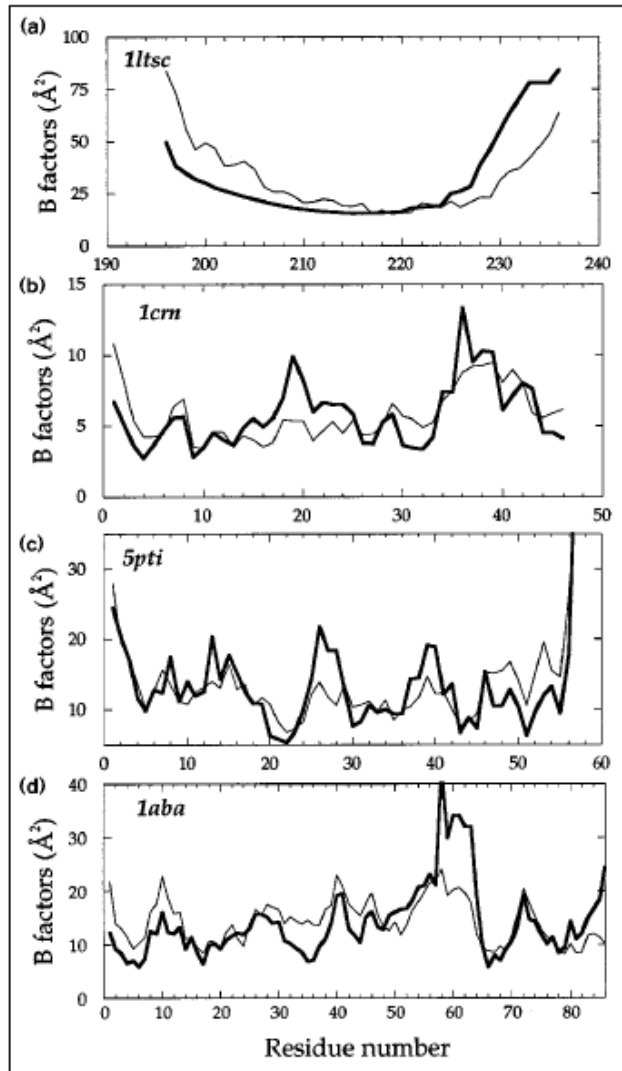 (a)
1ltsc
100
75
50
25
0
B factors (Å²)
190 200 210 220 230 240
(b)
1crn
15
10
5
0
B factors (Å²)
0 10 20 30 40 50
(c)
5pti
30
20
10
B factors (Å²)
0 10 20 30 40 50 60
(d)
1aba
40
30
20
10
0
B factors (Å²)
0 10 20 30 40 50 60 70 80
Residue number